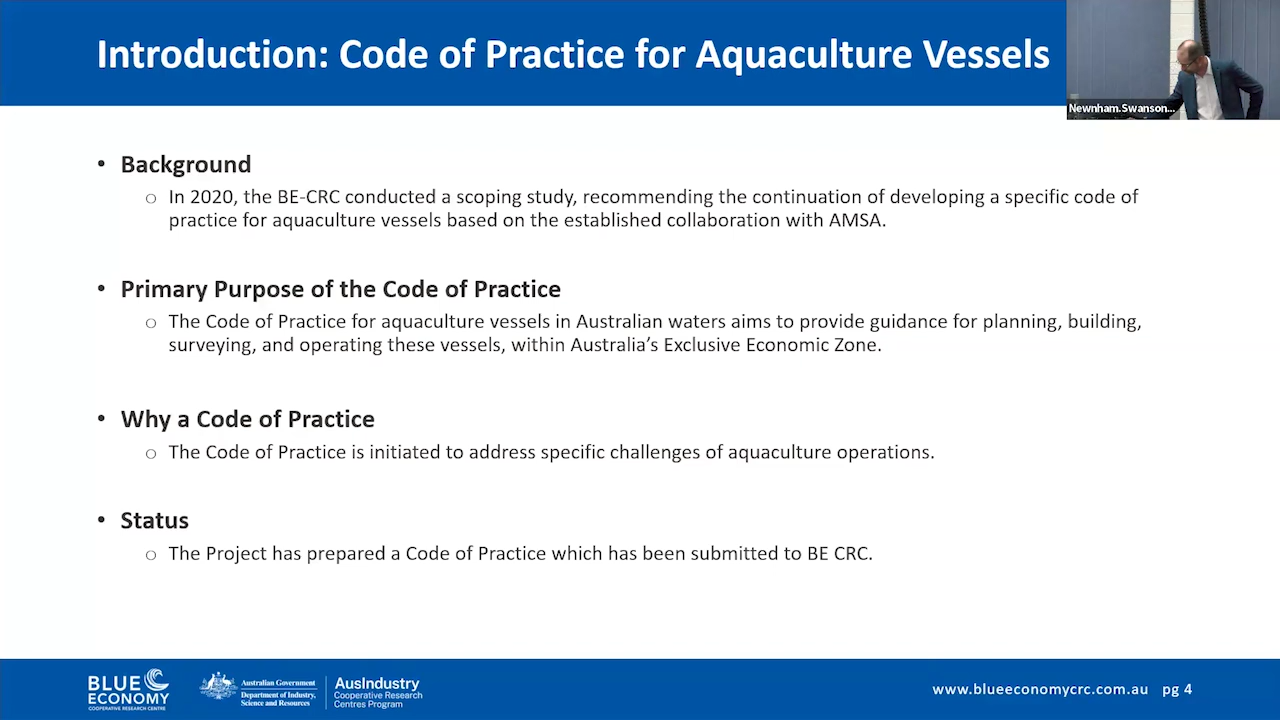 Introduction: Code of Practice for Aquaculture Vessels
Newnham.Swanson...
• Background
o In 2020, the BE-CRC conducted a scoping study, recommending the continuation of developing a specific code of
practice for aquaculture vessels based on the established collaboration with AMSA.
• Primary Purpose of the Code of Practice
o The Code of Practice for aquaculture vessels in Australian waters aims to provide guidance for planning, building,
surveying, and operating these vessels, within Australia's Exclusive Economic Zone.
• Why a Code of Practice
o The Code of Practice is initiated to address specific challenges of aquaculture operations.
• Status
o The Project has prepared a Code of Practice which has been submitted to BE CRC.
BLUE
ECONOMY
COOPERATIVE RESEARCH CENTRE
Australian Government
Department of Industry,
Science and Resources
AusIndustry
Cooperative Research
Centres Program
www.blueeconomycrc.com.au pg 4